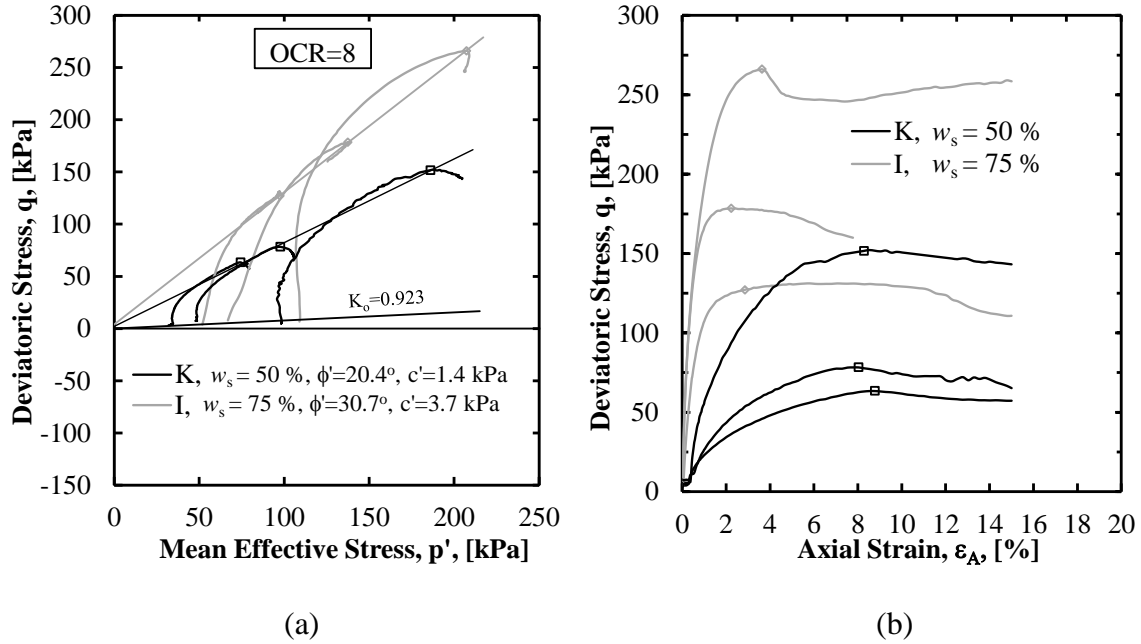 300
250
200
150
100
50
0
-50
-100
-150
Deviatoric Stress, q, [kPa]
OCR=8
Kₒ=0.923
K, wₛ = 50 %, ϕ'=20.4ᵒ, c'=1.4 kPa
I, wₛ = 75 %, ϕ'=30.7ᵒ, c'=3.7 kPa
0 50 100 150 200 250
Mean Effective Stress, p', [kPa]
(a)
300
250
200
150
100
50
0
Deviatoric Stress, q, [kPa]
K, wₛ = 50 %
I, wₛ = 75 %
0 2 4 6 8 10 12 14 16 18 20
Axial Strain, εA, [%]
(b)